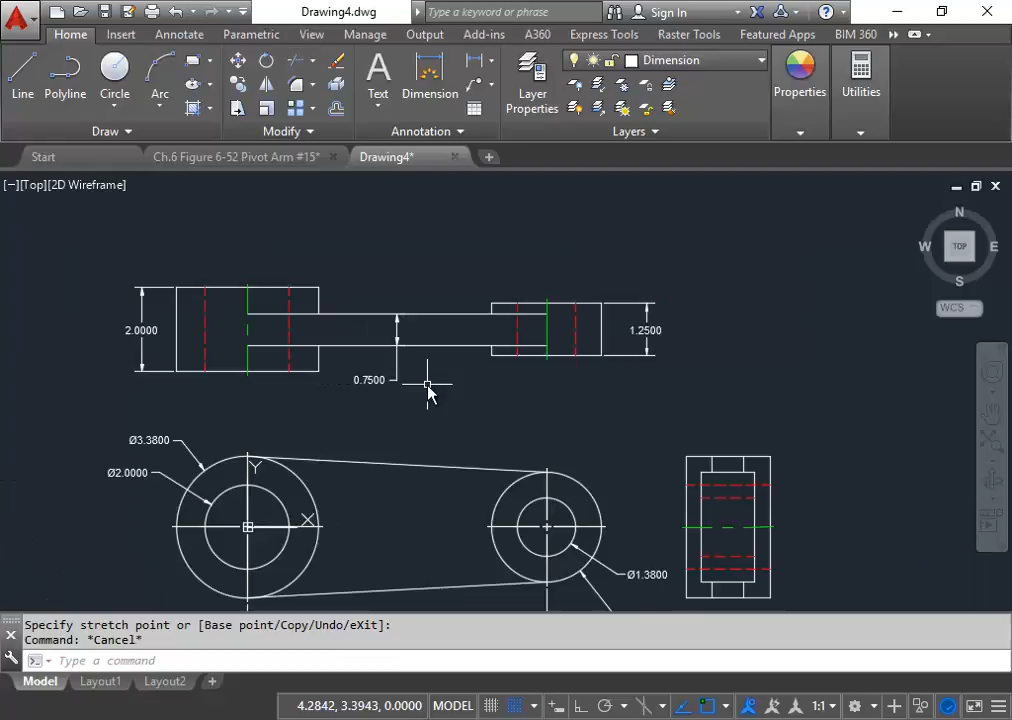 Drawing4.dwg
Type a keyword or phrase
Sign In
Home Insert Annotate Parametric View Manage Output Add-ins A360 Express Tools Raster Tools Featured Apps BIM 360
Line Polyline Circle Arc
Text Dimension
Layer Properties
Dimension
Properties
Utilities
Draw Modify Annotation Layers
Start Ch.6 Figure 6-52 Pivot Arm #15* Drawing4*
[−][Top][2D Wireframe]
N
W TOP E
S
WCS
2.0000
1.2500
0.7500
Ø3.3800
Ø2.0000
Y
X
Ø1.3800
Specify stretch point or [Base point/Copy/Undo/eXit]:
Command: *Cancel*
Type a command
Model Layout1 Layout2
4.2842, 3.3943, 0.0000 MODEL 1:1